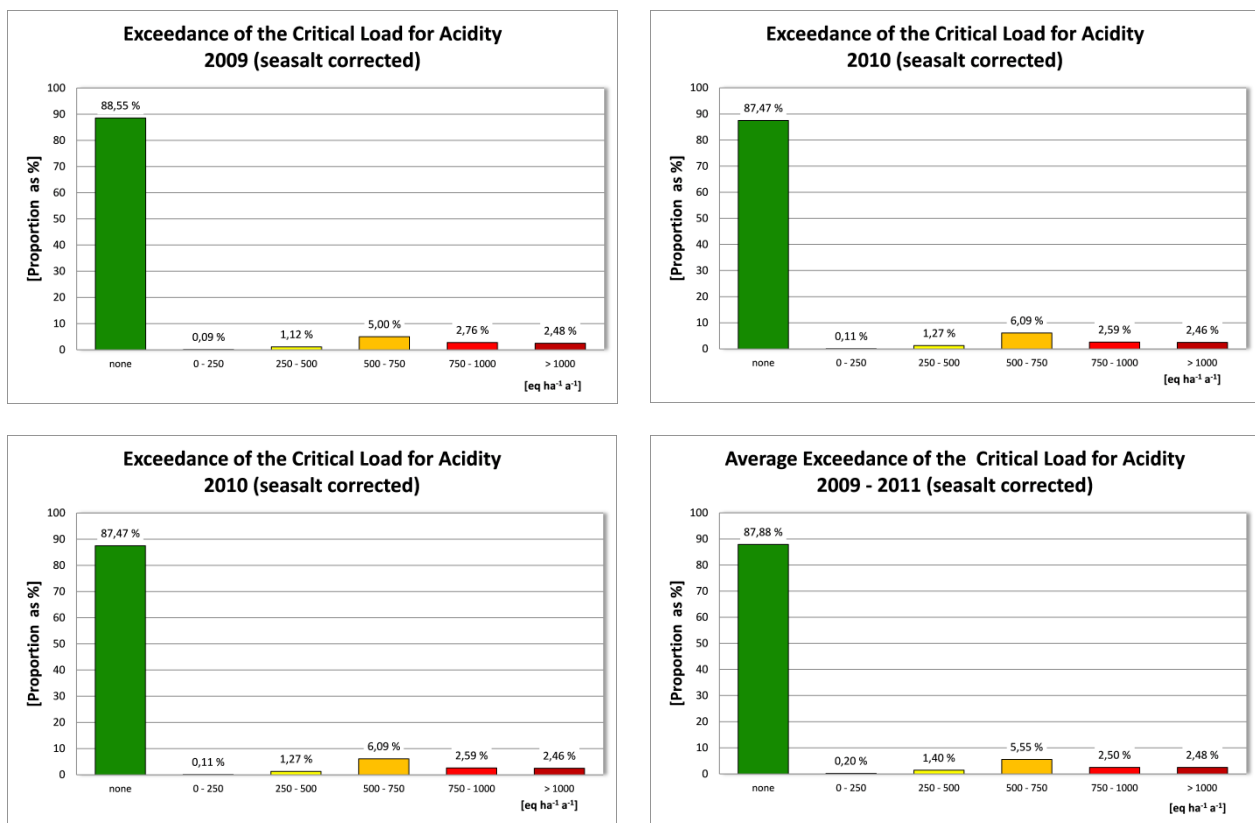 Exceedance of the Critical Load for Acidity
2009 (seasalt corrected)
[Proportion as %]
100
90
80
70
60
50
40
30
20
10
0
88,55 %
0,09 %
1,12 %
5,00 %
2,76 %
2,48 %
none
0 - 250
250 - 500
500 - 750
750 - 1000
> 1000
[eq ha⁻¹ a⁻¹]
Exceedance of the Critical Load for Acidity
2010 (seasalt corrected)
[Proportion as %]
100
90
80
70
60
50
40
30
20
10
0
87,47 %
0,11 %
1,27 %
6,09 %
2,59 %
2,46 %
none
0 - 250
250 - 500
500 - 750
750 - 1000
> 1000
[eq ha⁻¹ a⁻¹]
Exceedance of the Critical Load for Acidity
2010 (seasalt corrected)
[Proportion as %]
100
90
80
70
60
50
40
30
20
10
0
87,47 %
0,11 %
1,27 %
6,09 %
2,59 %
2,46 %
none
0 - 250
250 - 500
500 - 750
750 - 1000
> 1000
[eq ha⁻¹ a⁻¹]
Average Exceedance of the Critical Load for Acidity
2009 - 2011 (seasalt corrected)
[Proportion as %]
100
90
80
70
60
50
40
30
20
10
0
87,88 %
0,20 %
1,40 %
5,55 %
2,50 %
2,48 %
none
0 - 250
250 - 500
500 - 750
750 - 1000
> 1000
[eq ha⁻¹ a⁻¹]